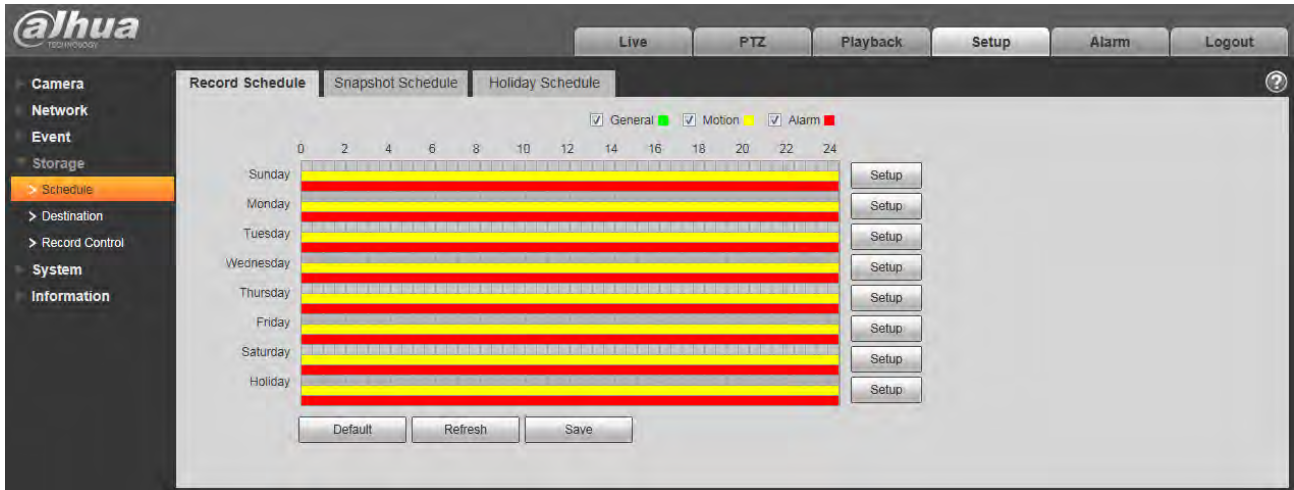 alhua
TECHNOLOGY
Live PTZ Playback Setup Alarm Logout
Camera
Network
Event
Storage
> Schedule
> Destination
> Record Control
System
Information
Record Schedule Snapshot Schedule Holiday Schedule ?
General Motion Alarm
0 2 4 6 8 10 12 14 16 18 20 22 24
Sunday Setup
Monday Setup
Tuesday Setup
Wednesday Setup
Thursday Setup
Friday Setup
Saturday Setup
Holiday Setup
Default Refresh Save